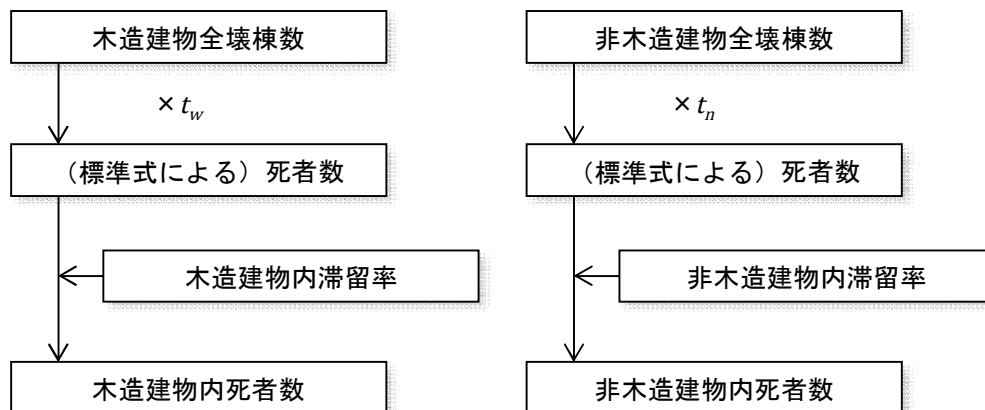 木造建物全壊棟数
× t_w
（標準式による）死者数
木造建物内滞留率
木造建物内死者数
非木造建物全壊棟数
× t_n
（標準式による）死者数
非木造建物内滞留率
非木造建物内死者数